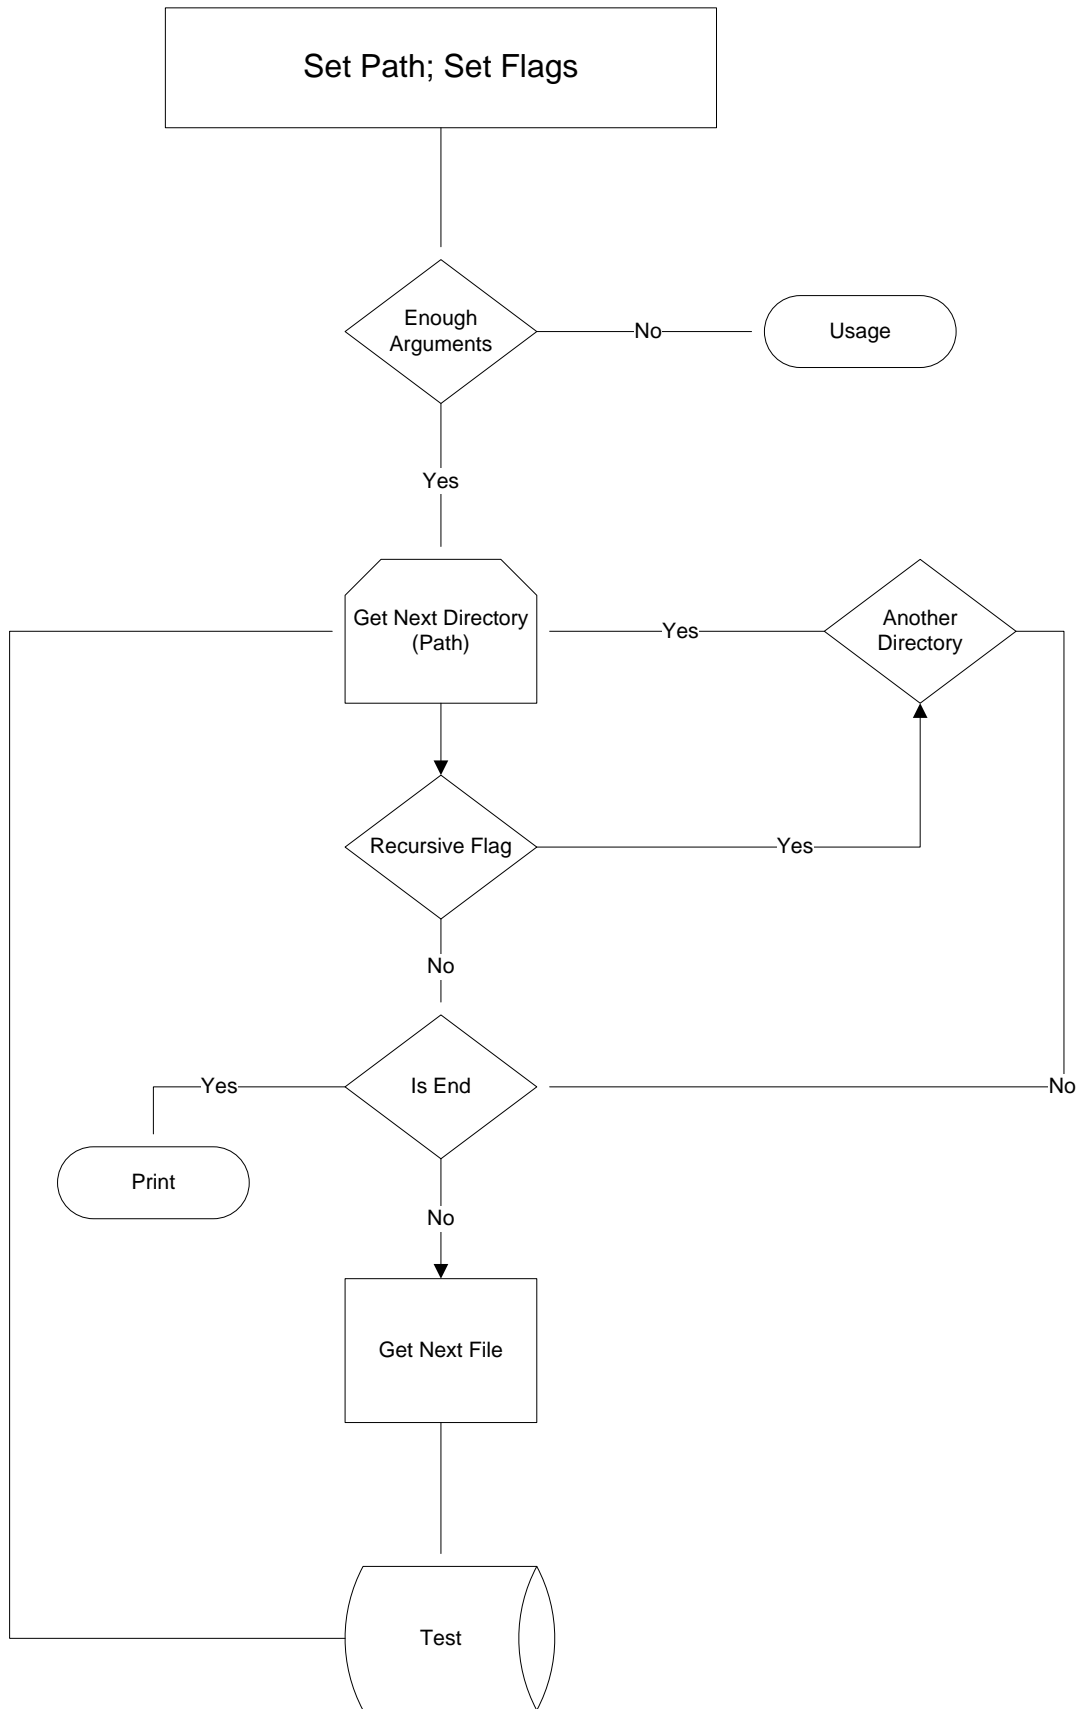 Set Path; Set Flags
Enough
Arguments
No
Usage
Yes
Get Next Directory
(Path)
Yes
Another
Directory
Recursive Flag
Yes
No
Yes
Is End
No
Print
No
Get Next File
Test